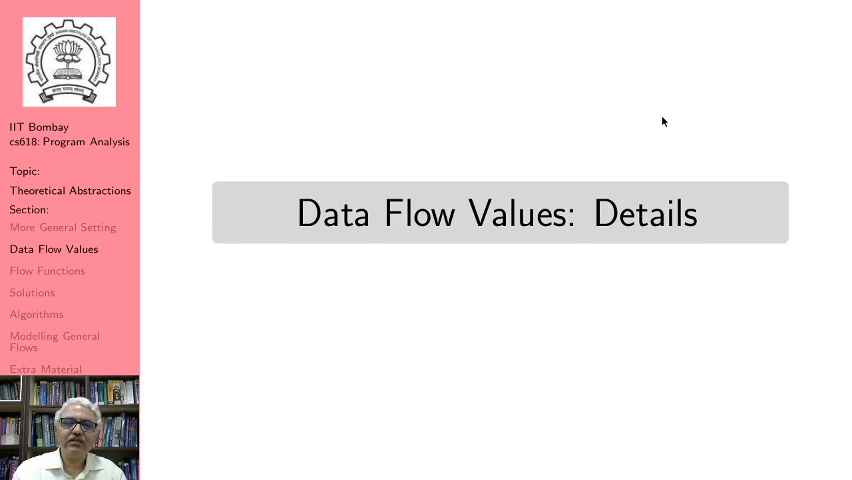 IIT Bombay
cs618: Program Analysis
Topic:
Theoretical Abstractions
Section:
More General Setting
Data Flow Values
Flow Functions
Solutions
Algorithms
Modelling General
Flows
Extra Material
Data Flow Values: Details